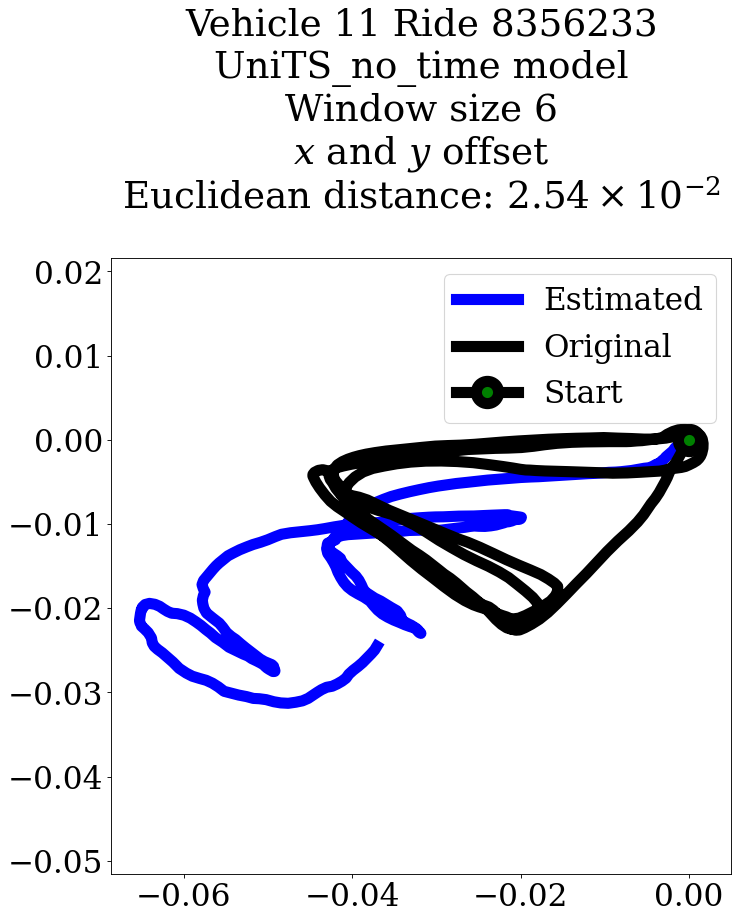 Vehicle 11 Ride 8356233
UniTS_no_time model
Window size 6
x and y offset
Euclidean distance: 2.54 × 10⁻²
0.02
0.01
0.00
−0.01
−0.02
−0.03
−0.04
−0.05
Estimated
Original
Start
−0.06 −0.04 −0.02 0.00